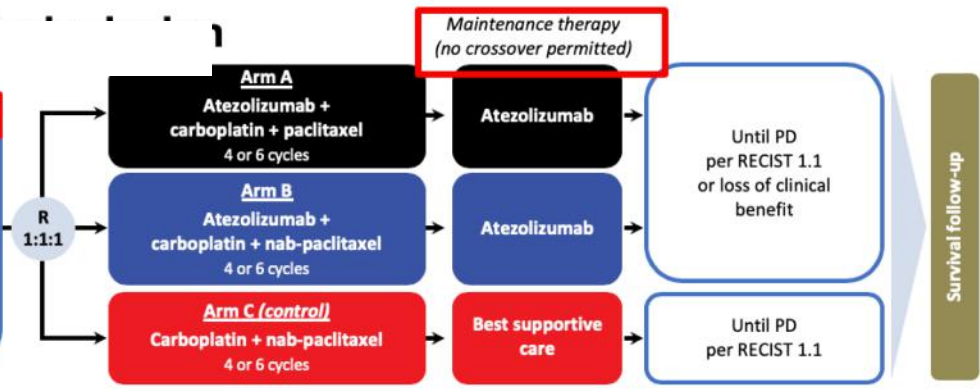 Maintenance therapy
(no crossover permitted)
Arm A
Atezolizumab +
carboplatin + paclitaxel
4 or 6 cycles
Atezolizumab
Until PD
per RECIST 1.1
or loss of clinical
benefit
R
1:1:1
Arm B
Atezolizumab +
carboplatin + nab-paclitaxel
4 or 6 cycles
Atezolizumab
Arm C (control)
Carboplatin + nab-paclitaxel
4 or 6 cycles
Best supportive
care
Until PD
per RECIST 1.1
Survival follow-up